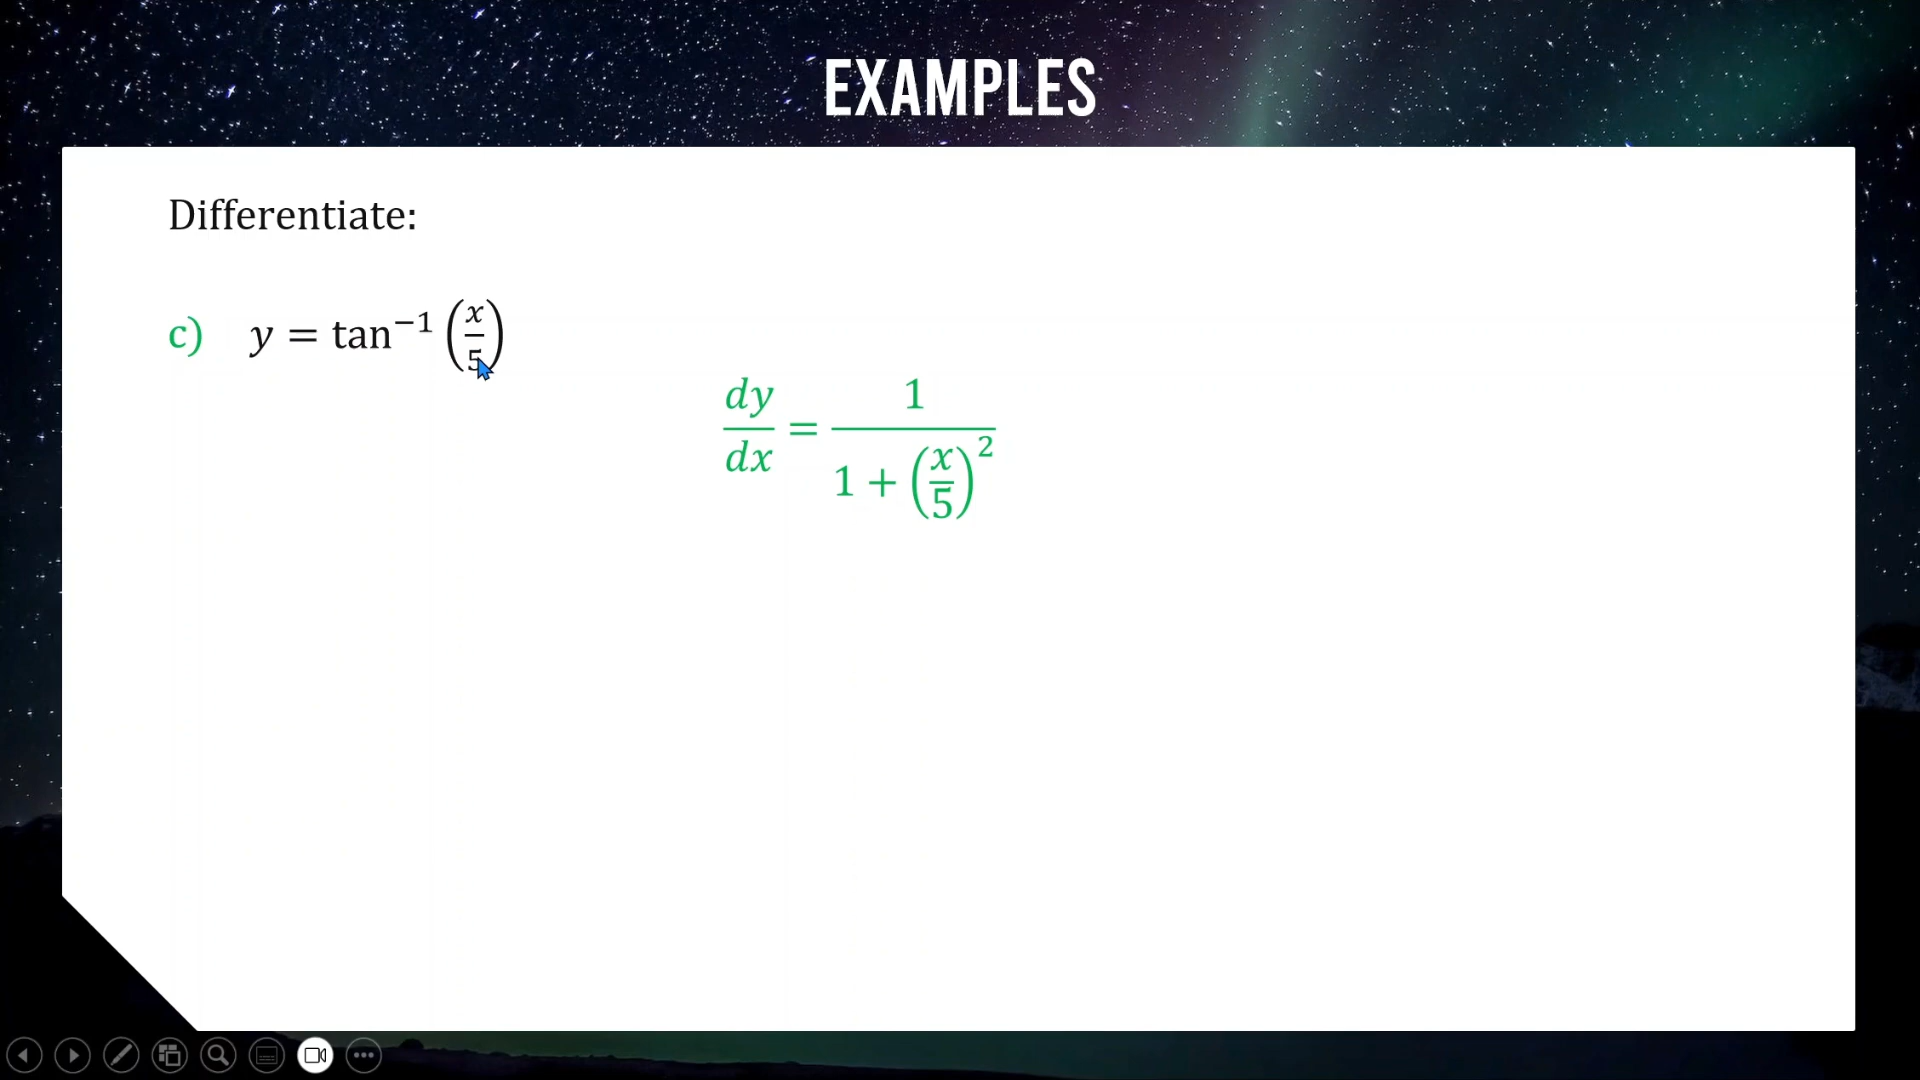 EXAMPLES
Differentiate:
c) y = tan⁻¹ (x/5)
dy/dx = 1/(1 + (x/5)²)